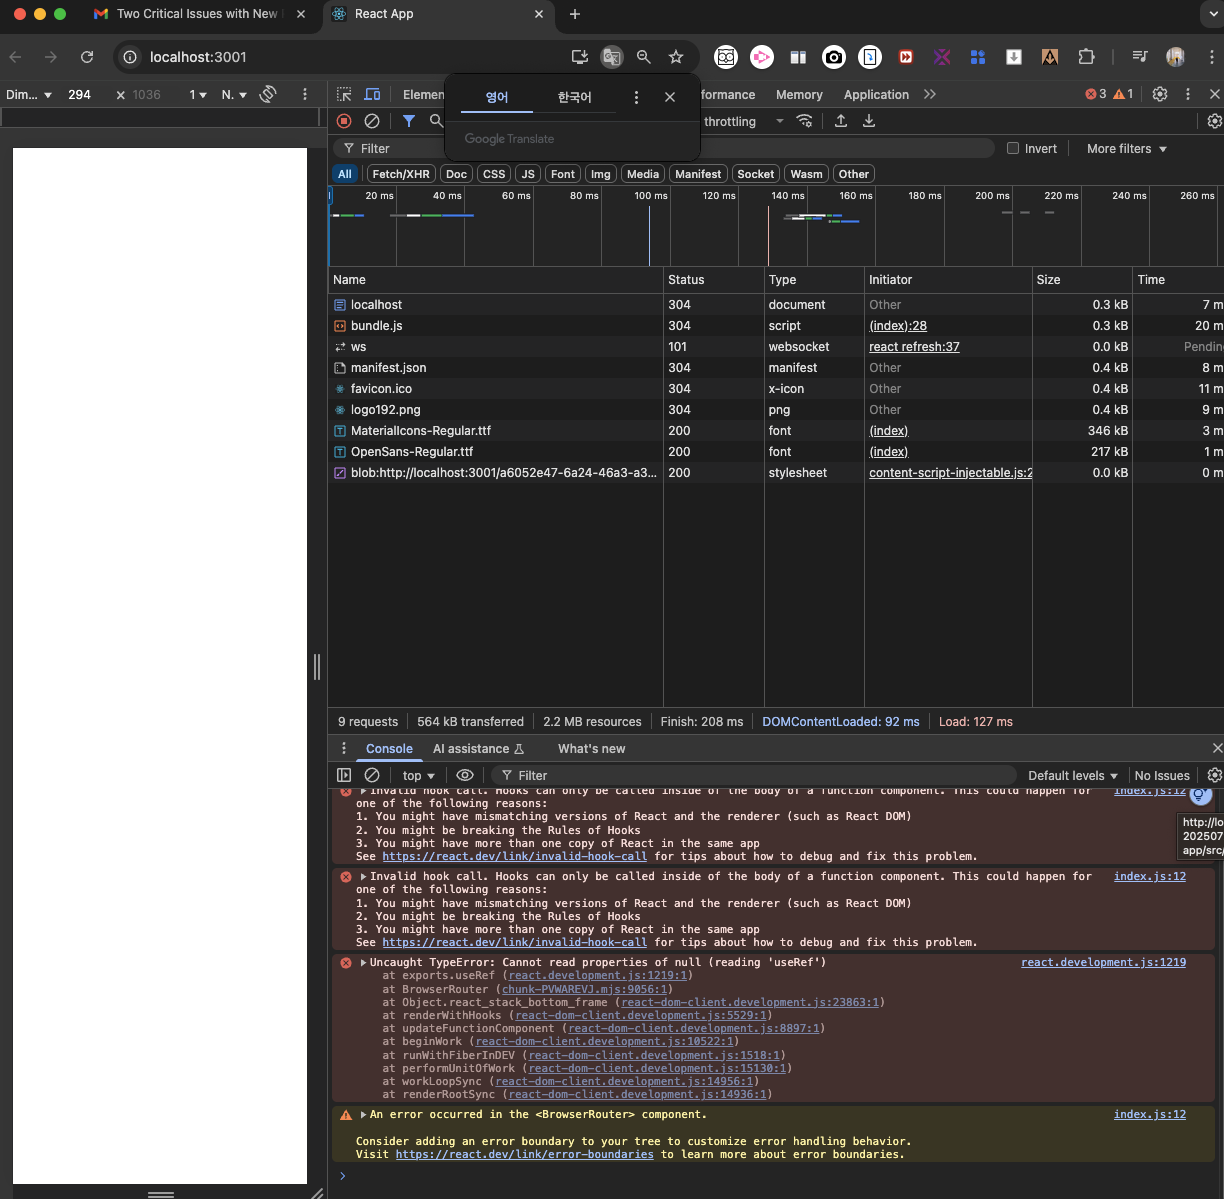 Two Critical Issues with New
React App
localhost:3001
영어
한국어
Google Translate
Dim...
294
1036
1
N.
Elemen
formance
Memory
Application
3
1
throttling
Filter
Invert
More filters
All
Fetch/XHR
Doc
CSS
JS
Font
Img
Media
Manifest
Socket
Wasm
Other
20 ms
40 ms
60 ms
80 ms
100 ms
120 ms
140 ms
160 ms
180 ms
200 ms
220 ms
240 ms
260 ms
Name Status Type Initiator Size Time
localhost 304 document Other 0.3 kB 7 m
bundle.js 304 script (index):28 0.3 kB 20 m
ws 101 websocket react refresh:37 0.0 kB Pendin
manifest.json 304 manifest Other 0.4 kB 8 m
favicon.ico 304 x-icon Other 0.4 kB 11 m
logo192.png 304 png Other 0.4 kB 9 m
MaterialIcons-Regular.ttf 200 font (index) 346 kB 3 m
OpenSans-Regular.ttf 200 font (index) 217 kB 1 m
blob:http://localhost:3001/a6052e47-6a24-46a3-a3... 200 stylesheet content-script-injectable.js:2 0.0 kB 0 m
9 requests
564 kB transferred
2.2 MB resources
Finish: 208 ms
DOMContentLoaded: 92 ms
Load: 127 ms
Console
AI assistance
What's new
top
Filter
Default levels
No Issues
Invalid hook call. Hooks can only be called inside of the body of a function component. This could happen for index.js:12
one of the following reasons:
1. You might have mismatching versions of React and the renderer (such as React DOM)
2. You might be breaking the Rules of Hooks
3. You might have more than one copy of React in the same app
See https://react.dev/link/invalid-hook-call for tips about how to debug and fix this problem.
http://lo
202507
app/src/
Invalid hook call. Hooks can only be called inside of the body of a function component. This could happen for index.js:12
one of the following reasons:
1. You might have mismatching versions of React and the renderer (such as React DOM)
2. You might be breaking the Rules of Hooks
3. You might have more than one copy of React in the same app
See https://react.dev/link/invalid-hook-call for tips about how to debug and fix this problem.
Uncaught TypeError: Cannot read properties of null (reading 'useRef') react.development.js:1219
at exports.useRef (react.development.js:1219:1)
at BrowserRouter (chunk-PVWAREVJ.mjs:9056:1)
at Object.react_stack_bottom_frame (react-dom-client.development.js:23863:1)
at renderWithHooks (react-dom-client.development.js:5529:1)
at updateFunctionComponent (react-dom-client.development.js:8897:1)
at beginWork (react-dom-client.development.js:10522:1)
at runWithFiberInDEV (react-dom-client.development.js:1518:1)
at performUnitOfWork (react-dom-client.development.js:15130:1)
at workLoopSync (react-dom-client.development.js:14956:1)
at renderRootSync (react-dom-client.development.js:14936:1)
An error occurred in the <BrowserRouter> component. index.js:12
Consider adding an error boundary to your tree to customize error handling behavior.
Visit https://react.dev/link/error-boundaries to learn more about error boundaries.